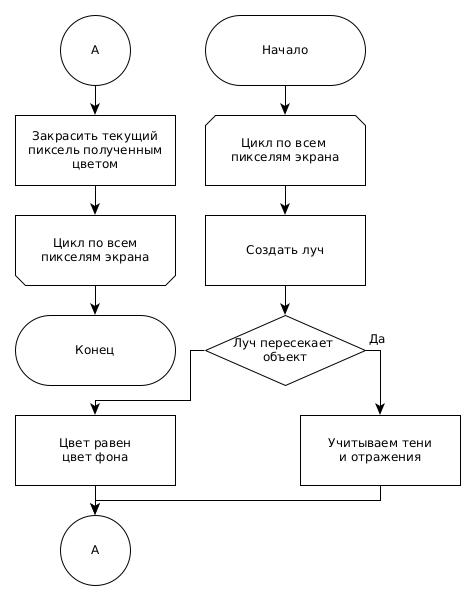 А
Закрасить текущий
пиксель полученным
цветом
Цикл по всем
пикселям экрана
Конец
Начало
Цикл по всем
пикселям экрана
Создать луч
Луч пересекает
объект
Да
Цвет равен
цвет фона
Учитываем тени
и отражения
А